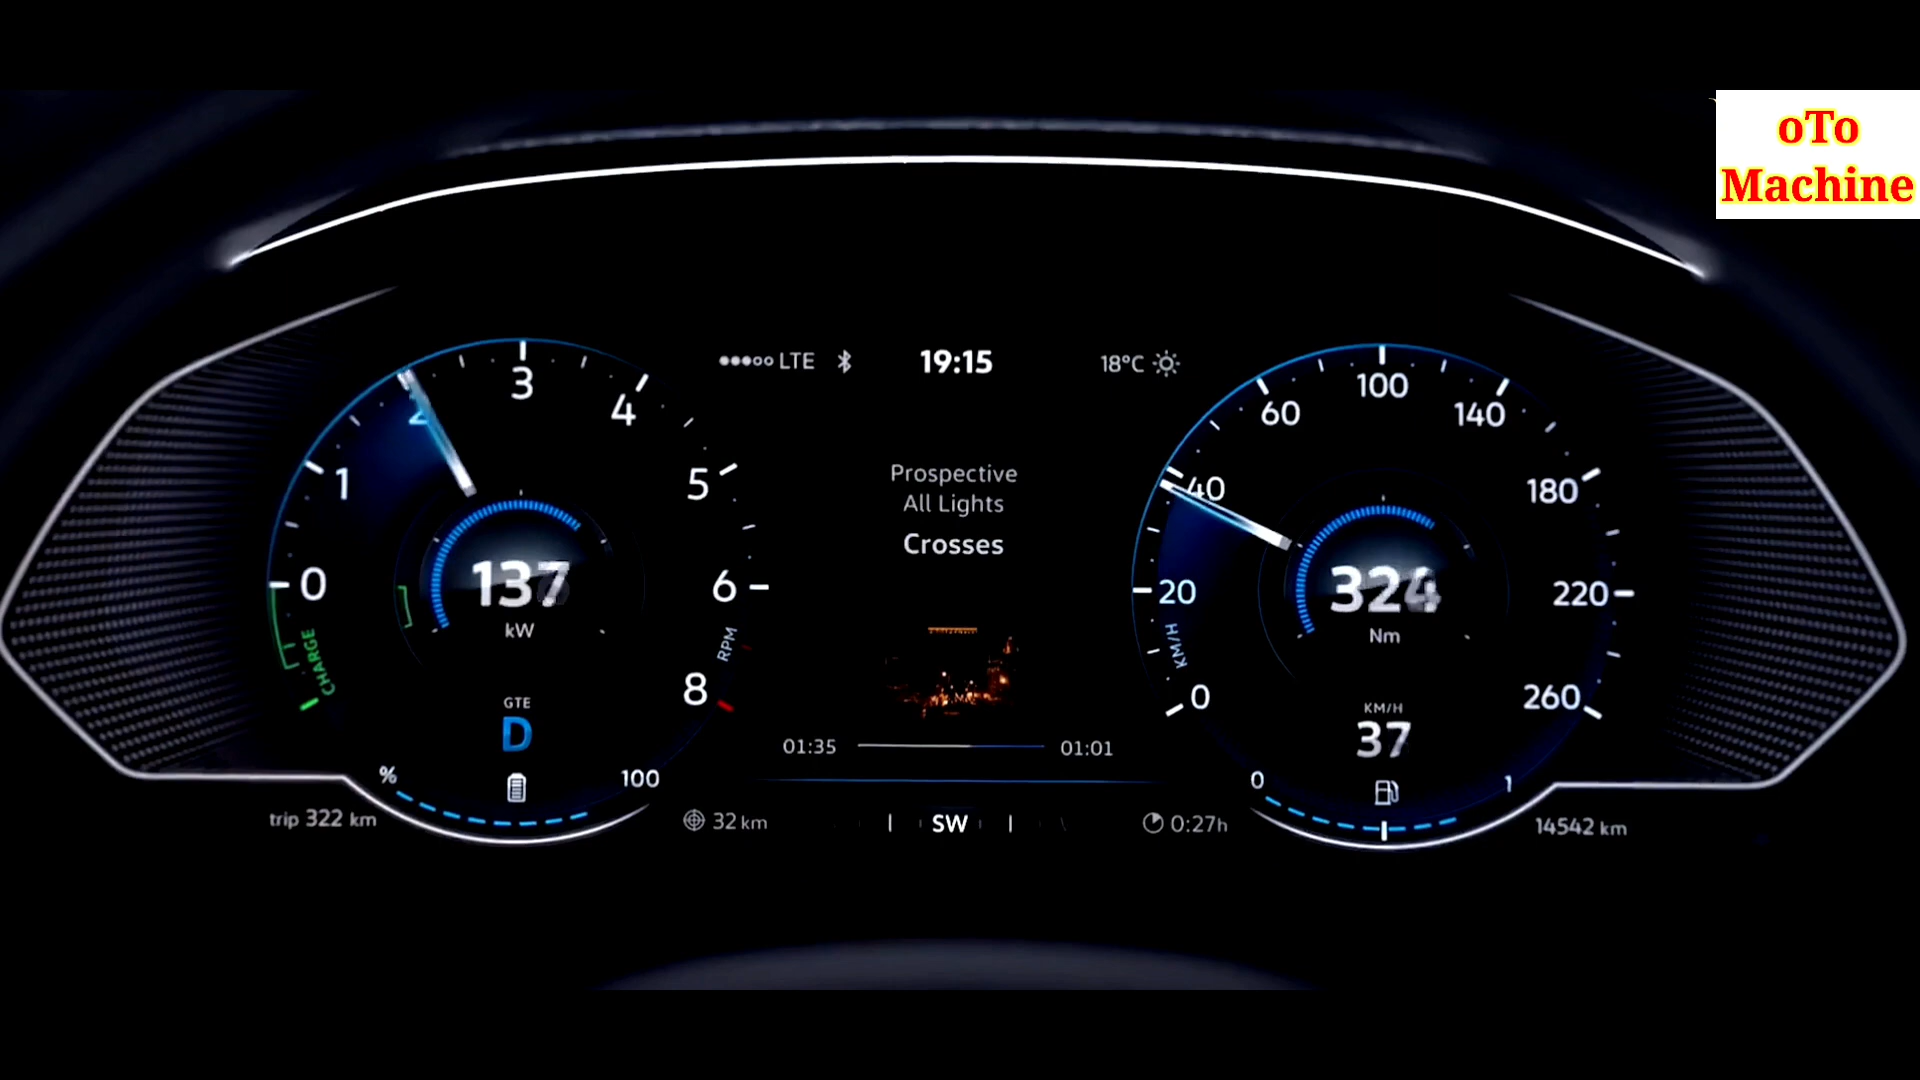 oTo
Machine
LTE
19:15
18°C
0
1
2
3
4
5
6
8
RPM
CHARGE
137
kW
GTE
D
%
100
trip 322 km
Prospective
All Lights
Crosses
01:35
01:01
32 km
SW
0:27h
0
20
40
60
100
140
180
220
260
KM/H
324
Nm
KM/H
37
0
1
14542 km